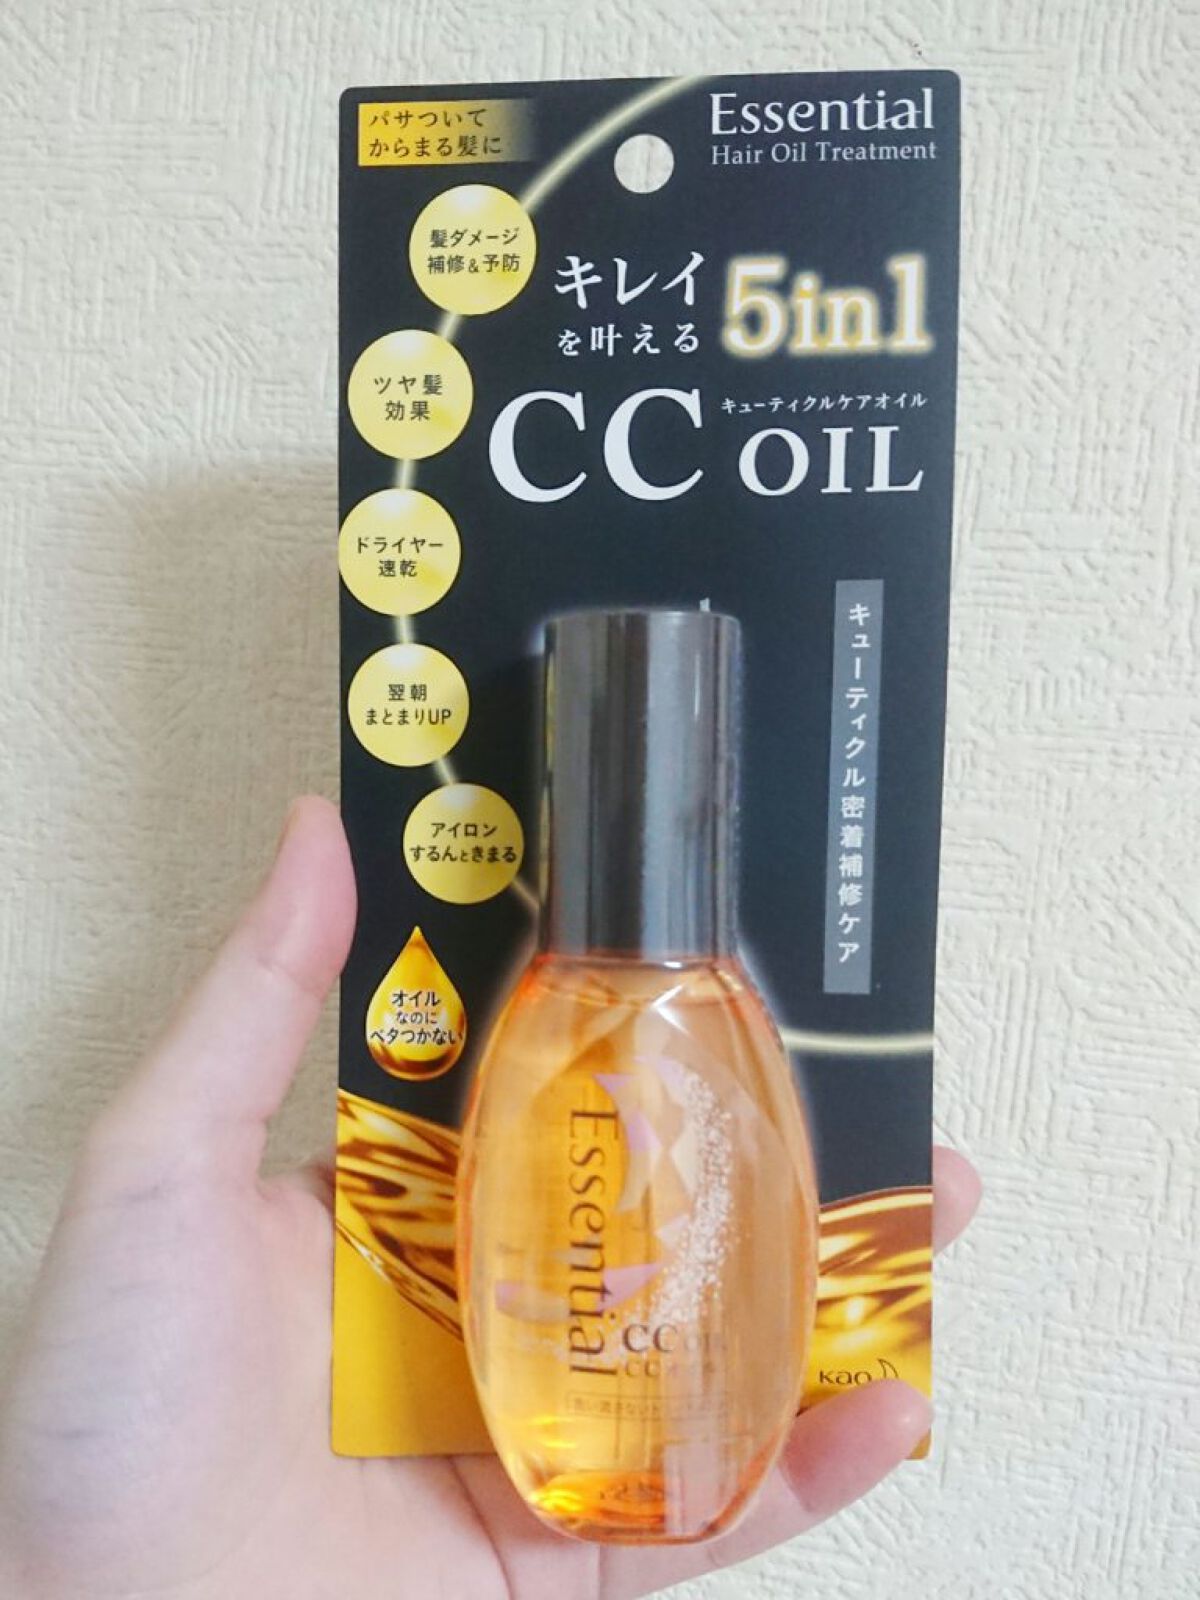 パサついて
からまる髪に
Essential
Hair Oil Treatment
髪ダメージ
補修&予防
キレイ
を叶える
5in1
ツヤ髪
効果
キューティクルケアオイル
CC OIL
ドライヤー
速乾
翌朝
まとまりUP
アイロン
するんときまる
キューティクル密着補修ケア
オイル
なのに
ベタつかない
Essential
CC OIL
Kao